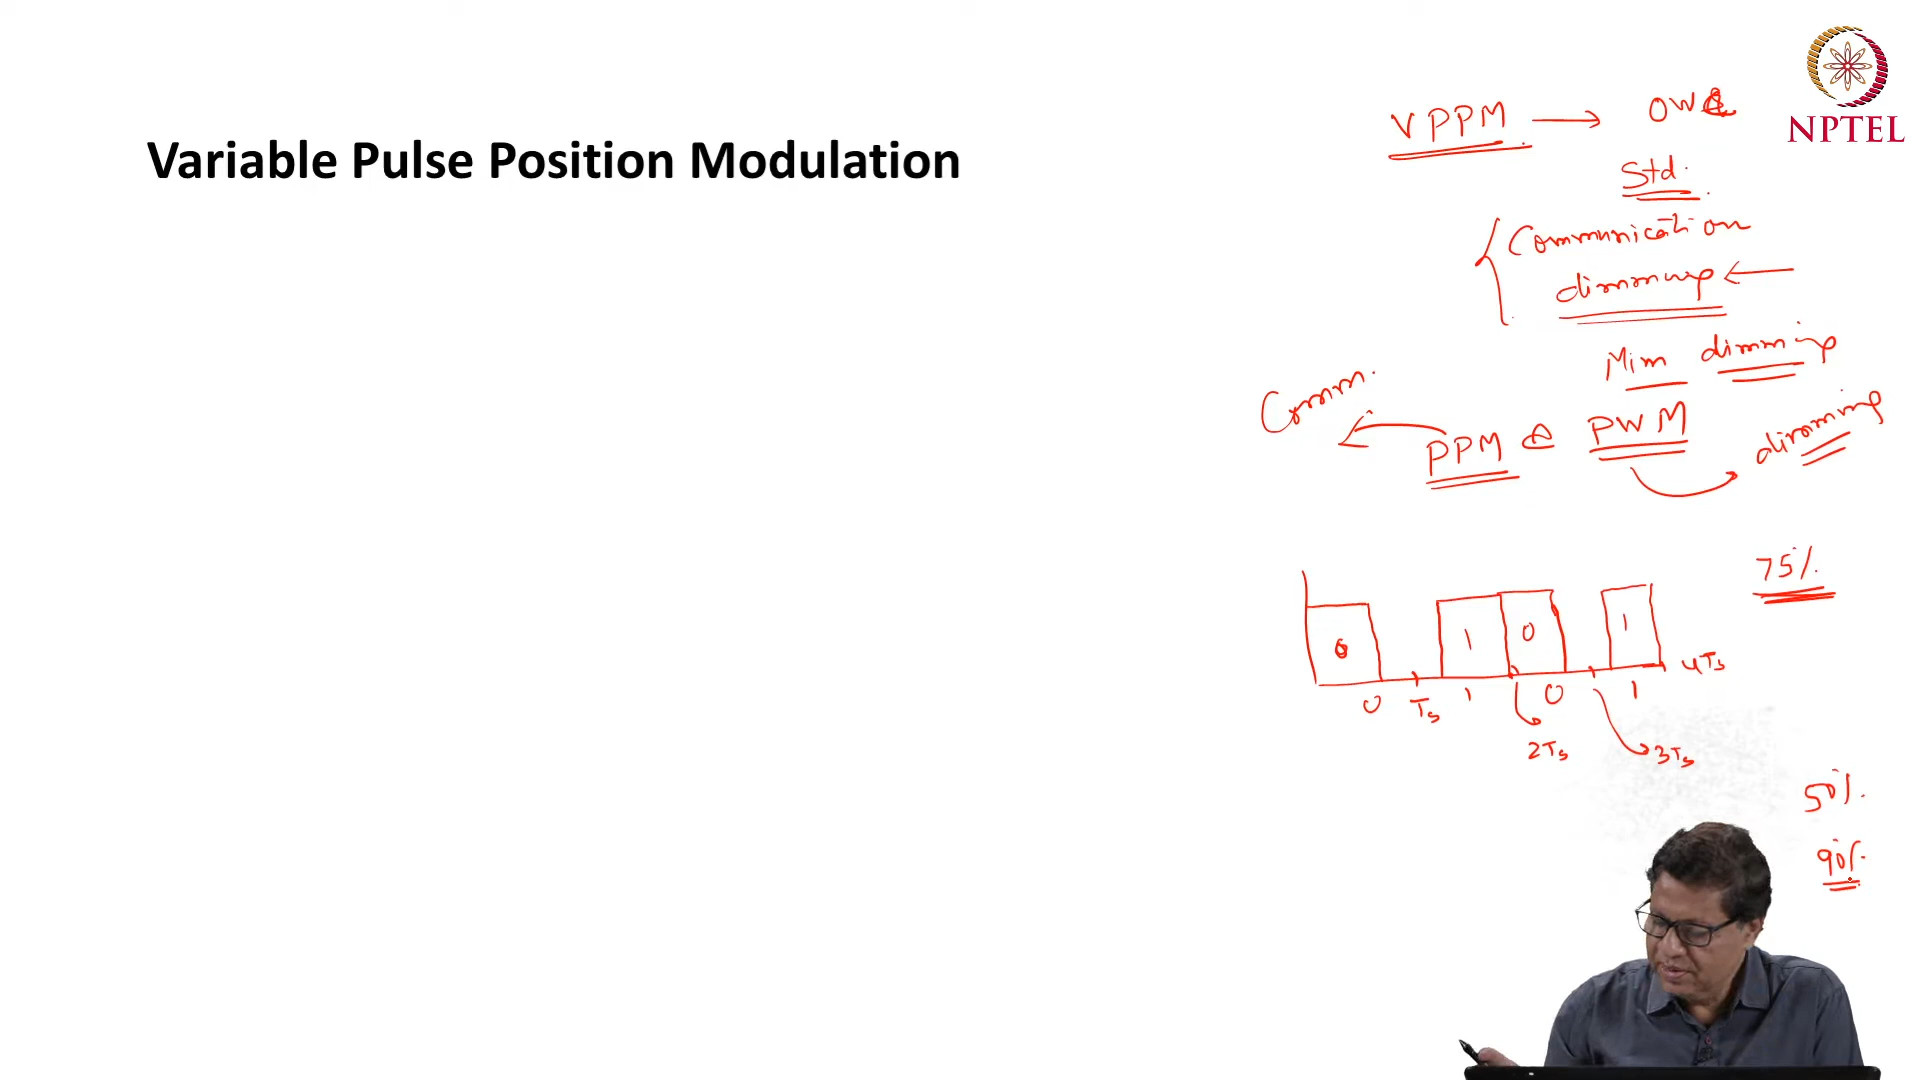 Variable Pulse Position Modulation
NPTEL
VPPM → OWC
Std.
Communication
dimming ←
Mim dimming
Comm.
PPM & PWM
dimming
75%
0 1 0 1
0 Ts 1 0 1 4Ts
2Ts
3Ts
50%.
90%.